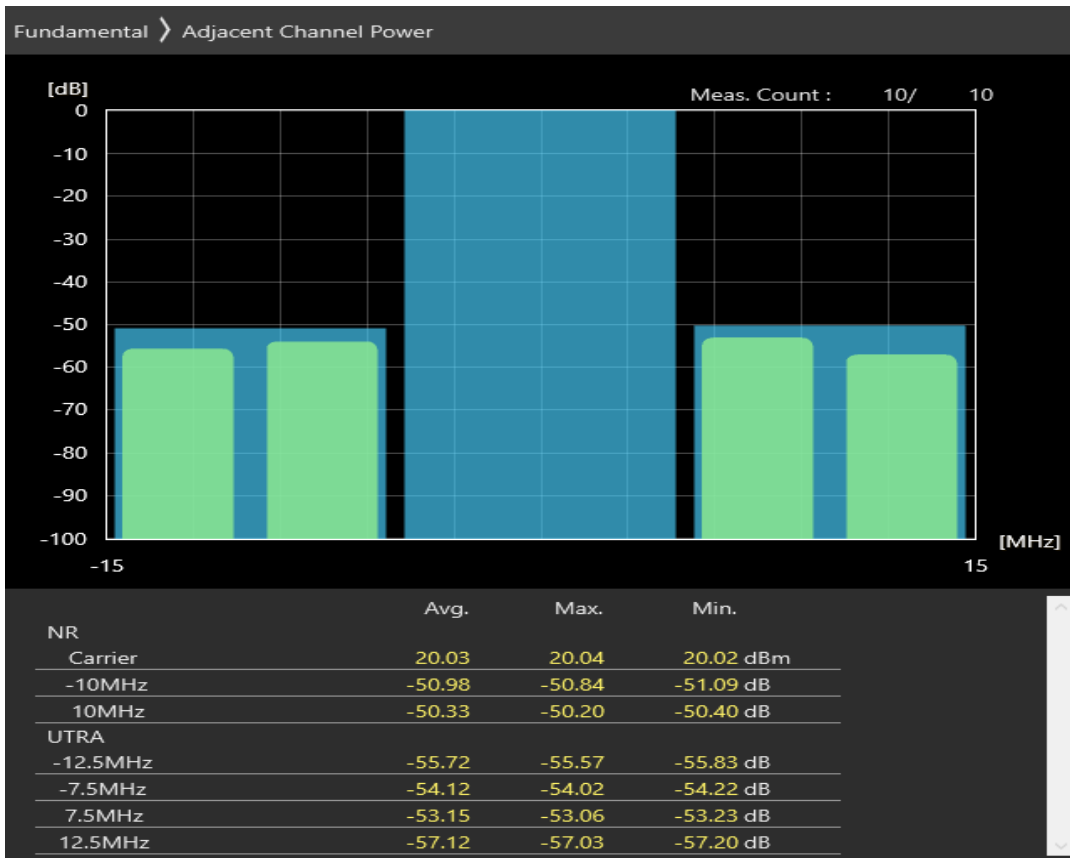 Fundamental ❯ Adjacent Channel Power
[dB]
Meas. Count : 10/ 10
0
-10
-20
-30
-40
-50
-60
-70
-80
-90
-100
[MHz]
-15 15
Avg. Max. Min.
NR
Carrier 20.03 20.04 20.02 dBm
-10MHz -50.98 -50.84 -51.09 dB
10MHz -50.33 -50.20 -50.40 dB
UTRA
-12.5MHz -55.72 -55.57 -55.83 dB
-7.5MHz -54.12 -54.02 -54.22 dB
7.5MHz -53.15 -53.06 -53.23 dB
12.5MHz -57.12 -57.03 -57.20 dB